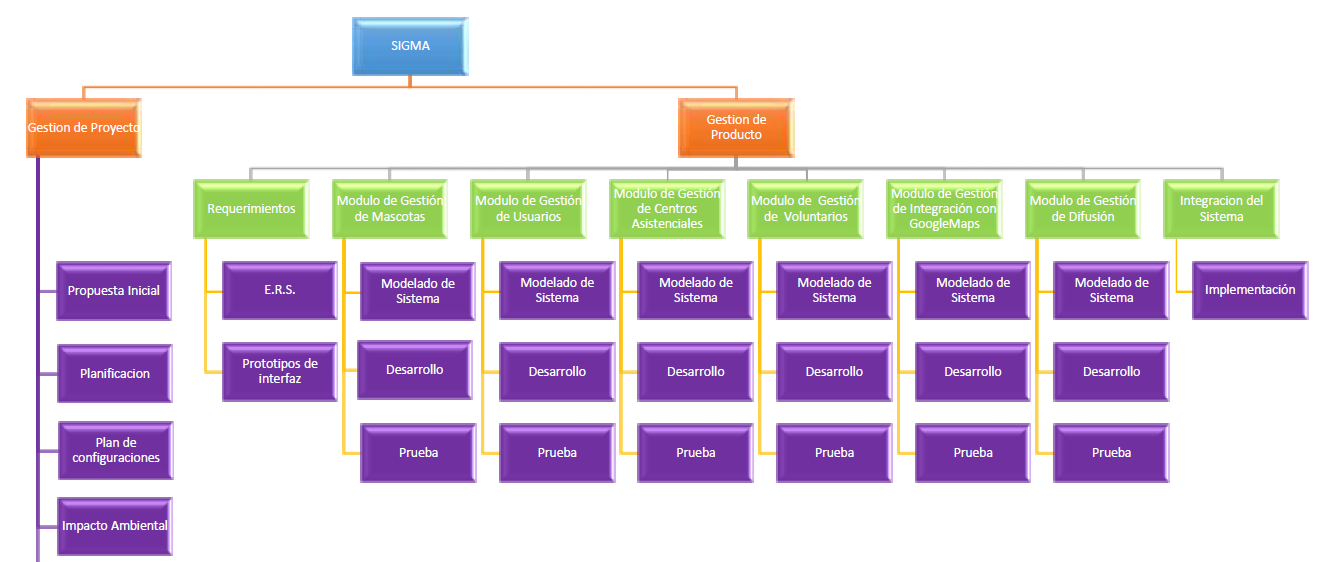 SIGMA
Gestion de Proyecto
Gestion de
Producto
Requerimientos
Modulo de Gestión
de Mascotas
Modulo de Gestión
de Usuarios
Modulo de Gestión
de Centros
Asistenciales
Modulo de Gestión
de Voluntarios
Modulo de Gestión
de Integración con
GoogleMaps
Modulo de Gestión
de Difusión
Integracion del
Sistema
Propuesta Inicial
E.R.S.
Modelado de
Sistema
Modelado de
Sistema
Modelado de
Sistema
Modelado de
Sistema
Modelado de
Sistema
Modelado de
Sistema
Implementación
Planificacion
Prototipos de
interfaz
Desarrollo
Desarrollo
Desarrollo
Desarrollo
Desarrollo
Desarrollo
Plan de
configuraciones
Prueba
Prueba
Prueba
Prueba
Prueba
Prueba
Impacto Ambiental